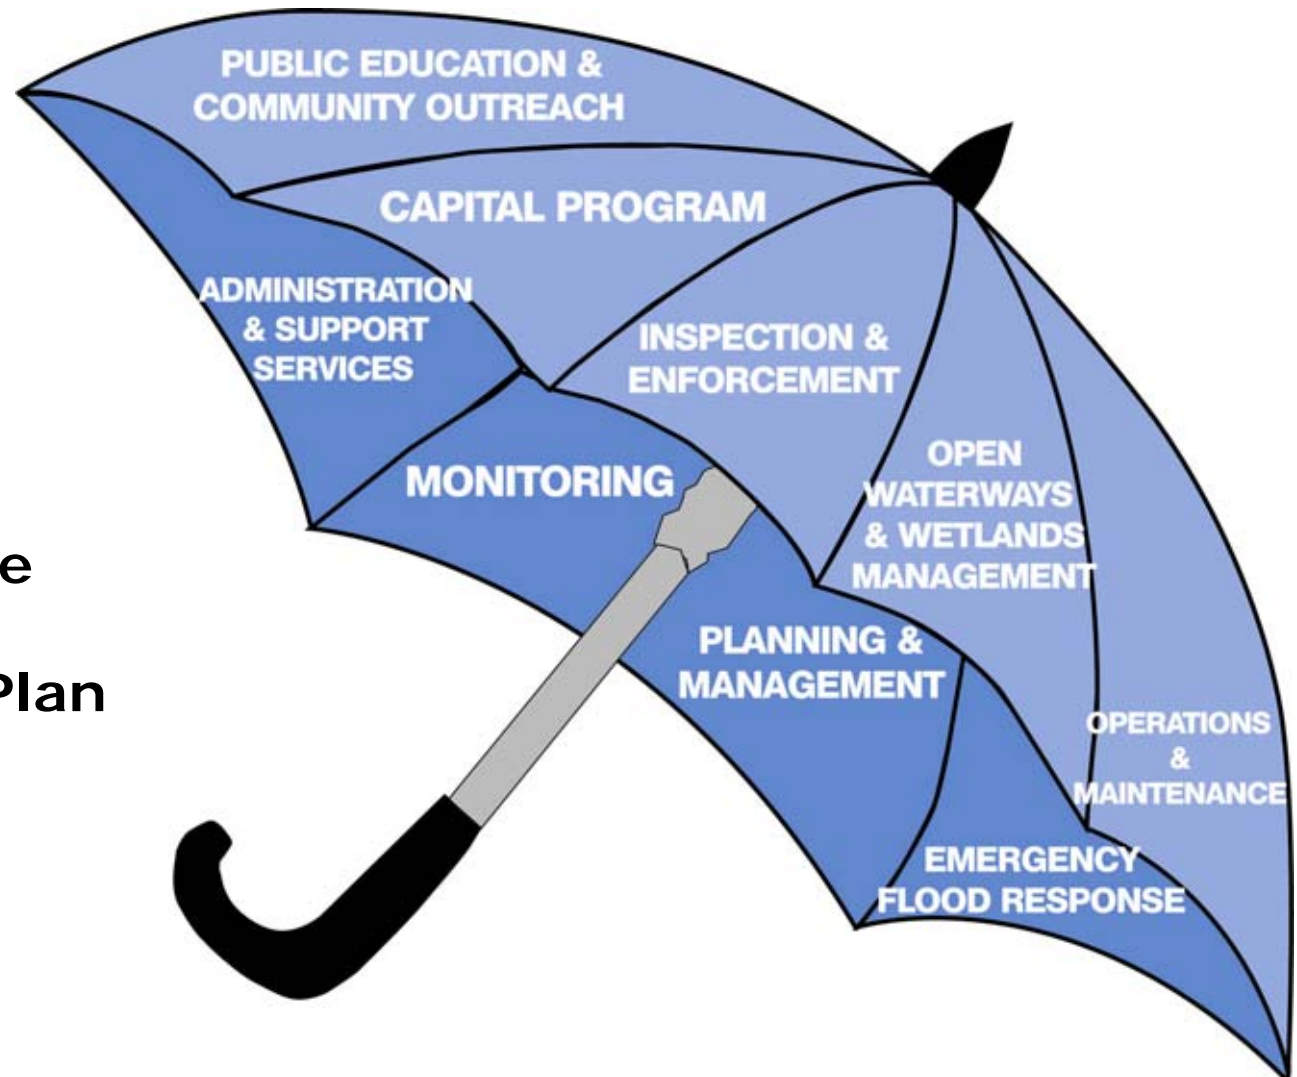 PUBLIC EDUCATION &
COMMUNITY OUTREACH
CAPITAL PROGRAM
ADMINISTRATION
& SUPPORT
SERVICES
INSPECTION &
ENFORCEMENT
MONITORING
OPEN
WATERWAYS
& WETLANDS
MANAGEMENT
e
Plan
PLANNING &
MANAGEMENT
OPERATIONS
&
MAINTENANCE
EMERGENCY
FLOOD RESPONSE